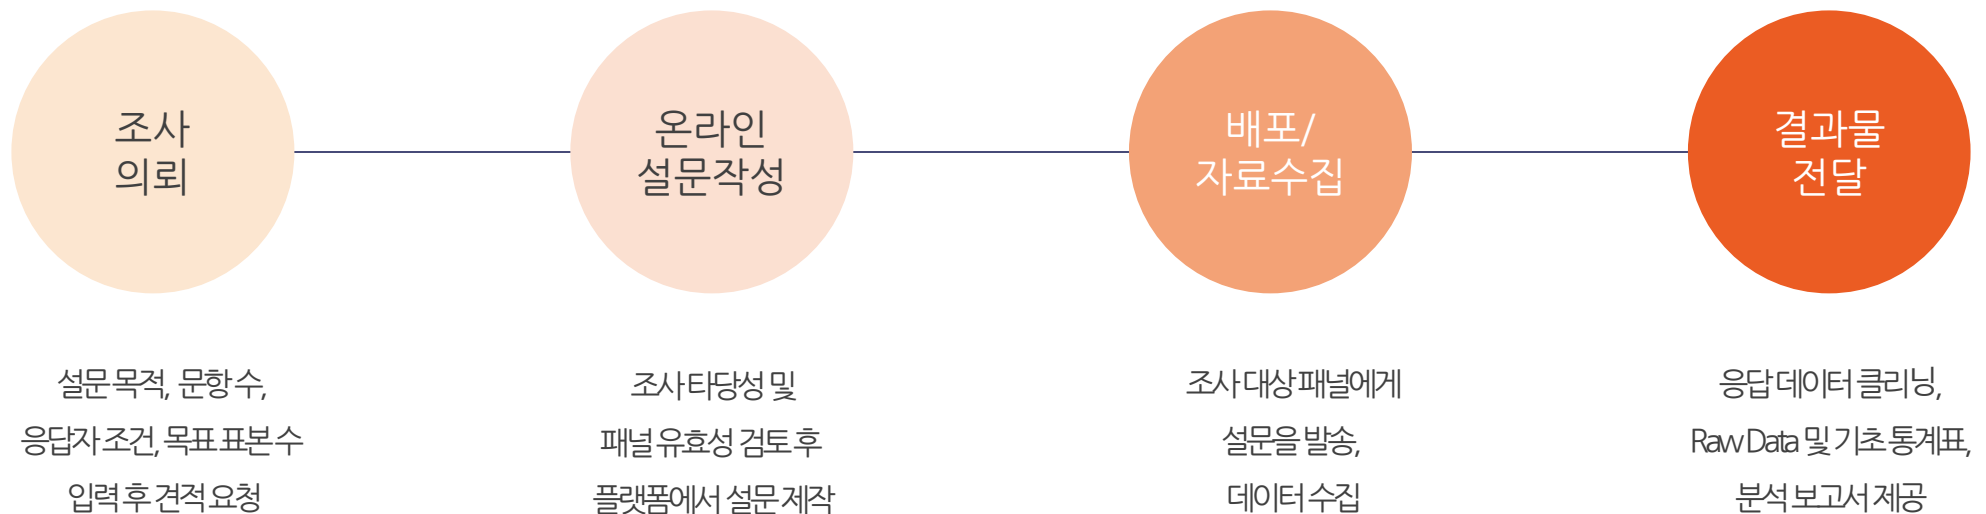 조사
의뢰
온라인
설문작성
배포/
자료수집
결과물
전달
설문 목적, 문항 수,
응답자 조건, 목표 표본 수
입력 후 견적 요청
조사 타당성 및
패널 유효성 검토 후
플랫폼에서 설문 제작
조사 대상 패널에게
설문을 발송,
데이터 수집
응답 데이터 클리닝,
Raw Data 및 기초 통계표,
분석 보고서 제공